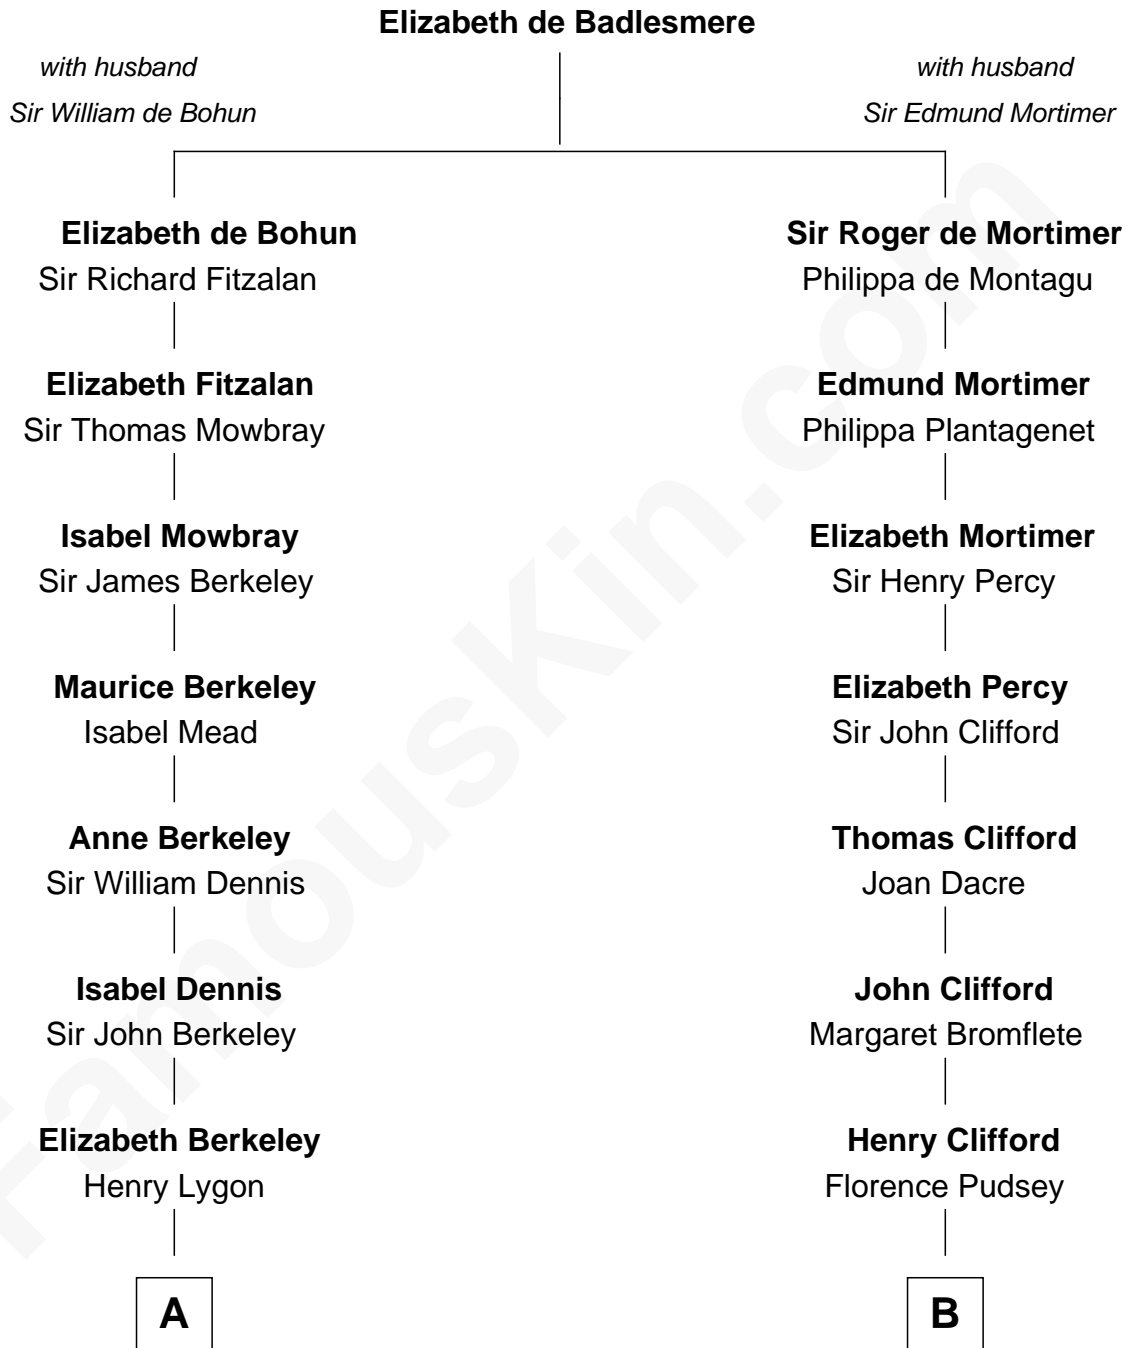 Elizabeth de Badlesmere
with husband
Sir William de Bohun
with husband
Sir Edmund Mortimer
Elizabeth de Bohun
Sir Richard Fitzalan
Sir Roger de Mortimer
Philippa de Montagu
Elizabeth Fitzalan
Sir Thomas Mowbray
Edmund Mortimer
Philippa Plantagenet
Isabel Mowbray
Sir James Berkeley
Elizabeth Mortimer
Sir Henry Percy
Maurice Berkeley
Isabel Mead
Elizabeth Percy
Sir John Clifford
Anne Berkeley
Sir William Dennis
Thomas Clifford
Joan Dacre
Isabel Dennis
Sir John Berkeley
John Clifford
Margaret Bromflete
Elizabeth Berkeley
Henry Lygon
Henry Clifford
Florence Pudsey
A
B
FamousKin.com